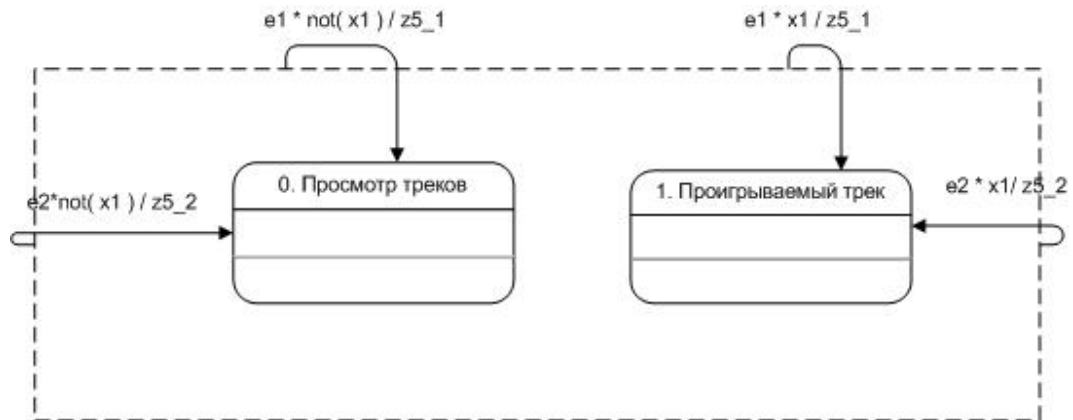 e1 * not( x1 ) / z5_1
e1 * x1 / z5_1
0. Просмотр треков
1. Проигрываемый трек
e2*not( x1 ) / z5_2
e2 * x1/ z5_2